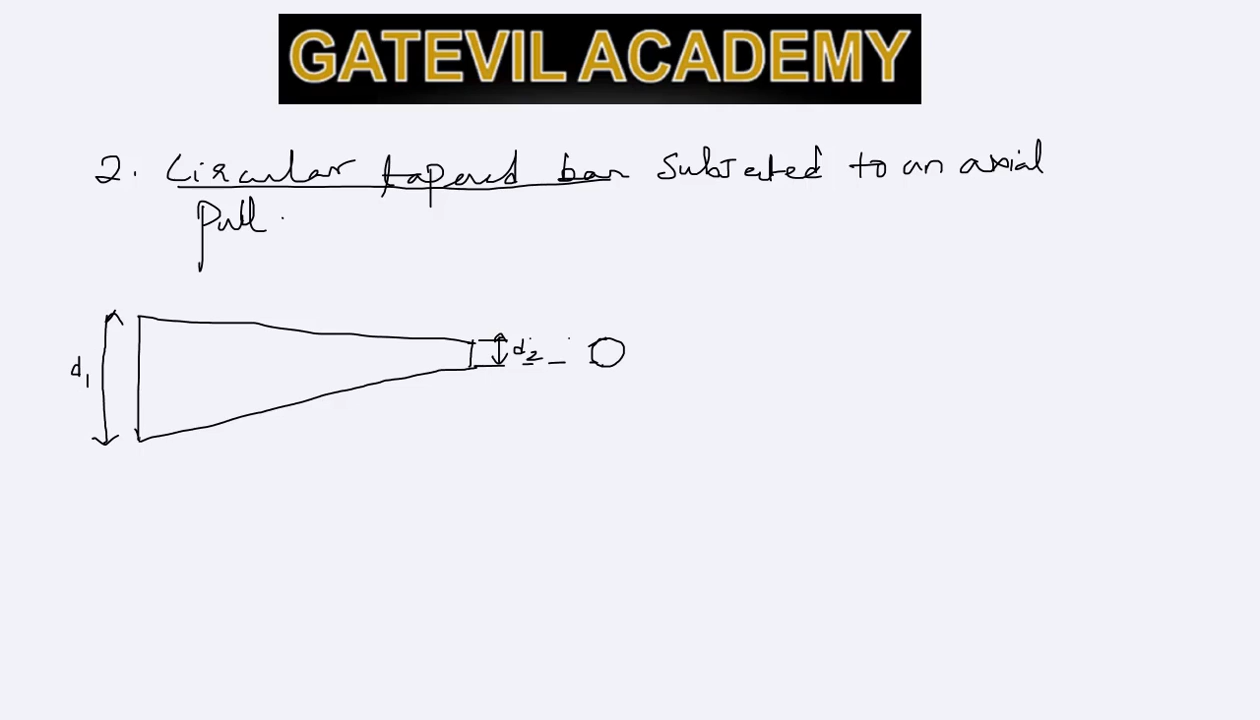 GATEVIL ACADEMY
2. Circular tapered bar Subjected to an axial
pull.
d1
d2